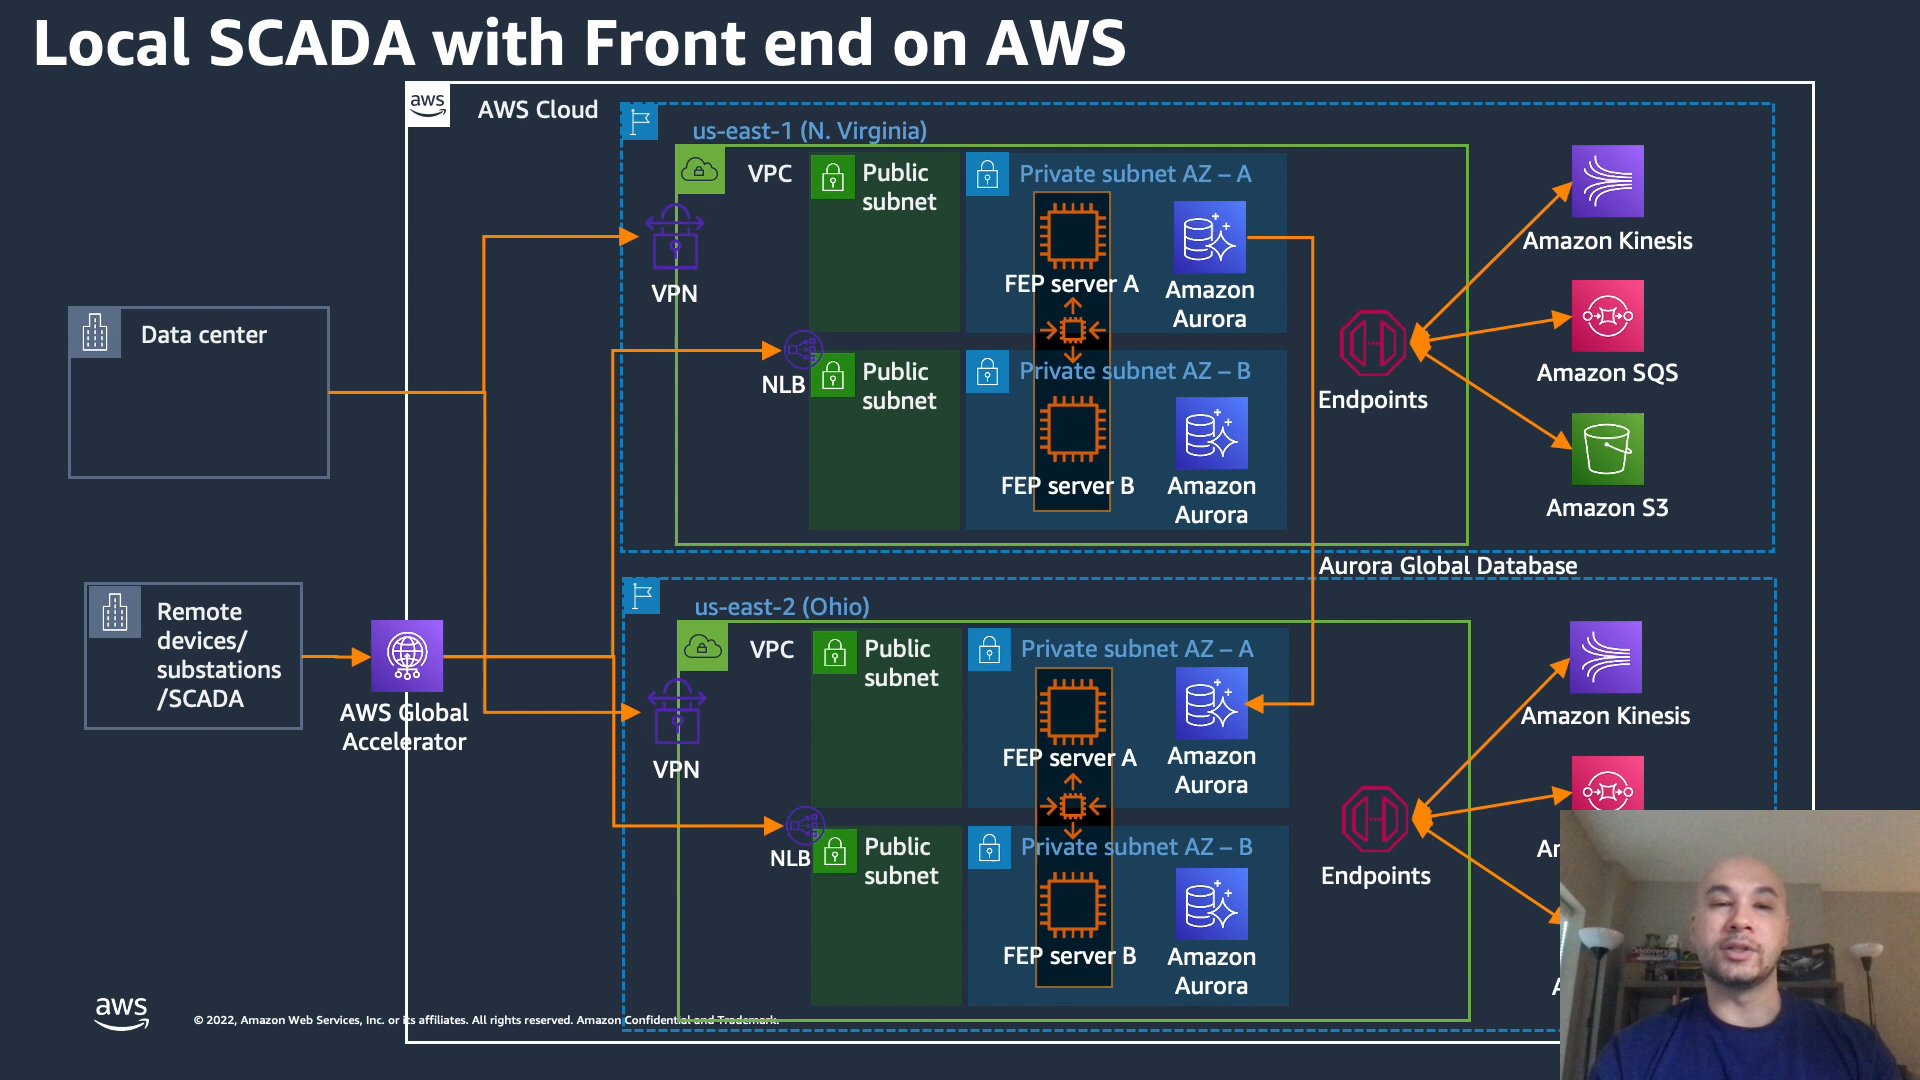 Local SCADA with Front end on AWS
aws
AWS Cloud
us-east-1 (N. Virginia)
VPC
Public
subnet
Private subnet AZ – A
FEP server A
Amazon
Aurora
VPN
NLB
Public
subnet
Private subnet AZ – B
FEP server B
Amazon
Aurora
Endpoints
Amazon Kinesis
Amazon SQS
Amazon S3
Data center
Aurora Global Database
Remote
devices/
substations
/SCADA
AWS Global
Accelerator
us-east-2 (Ohio)
VPC
Public
subnet
Private subnet AZ – A
FEP server A
Amazon
Aurora
VPN
NLB
Public
subnet
Private subnet AZ – B
FEP server B
Amazon
Aurora
Endpoints
Amazon Kinesis
aws
© 2022, Amazon Web Services, Inc. or its affiliates. All rights reserved. Amazon Confidential and Trademark.